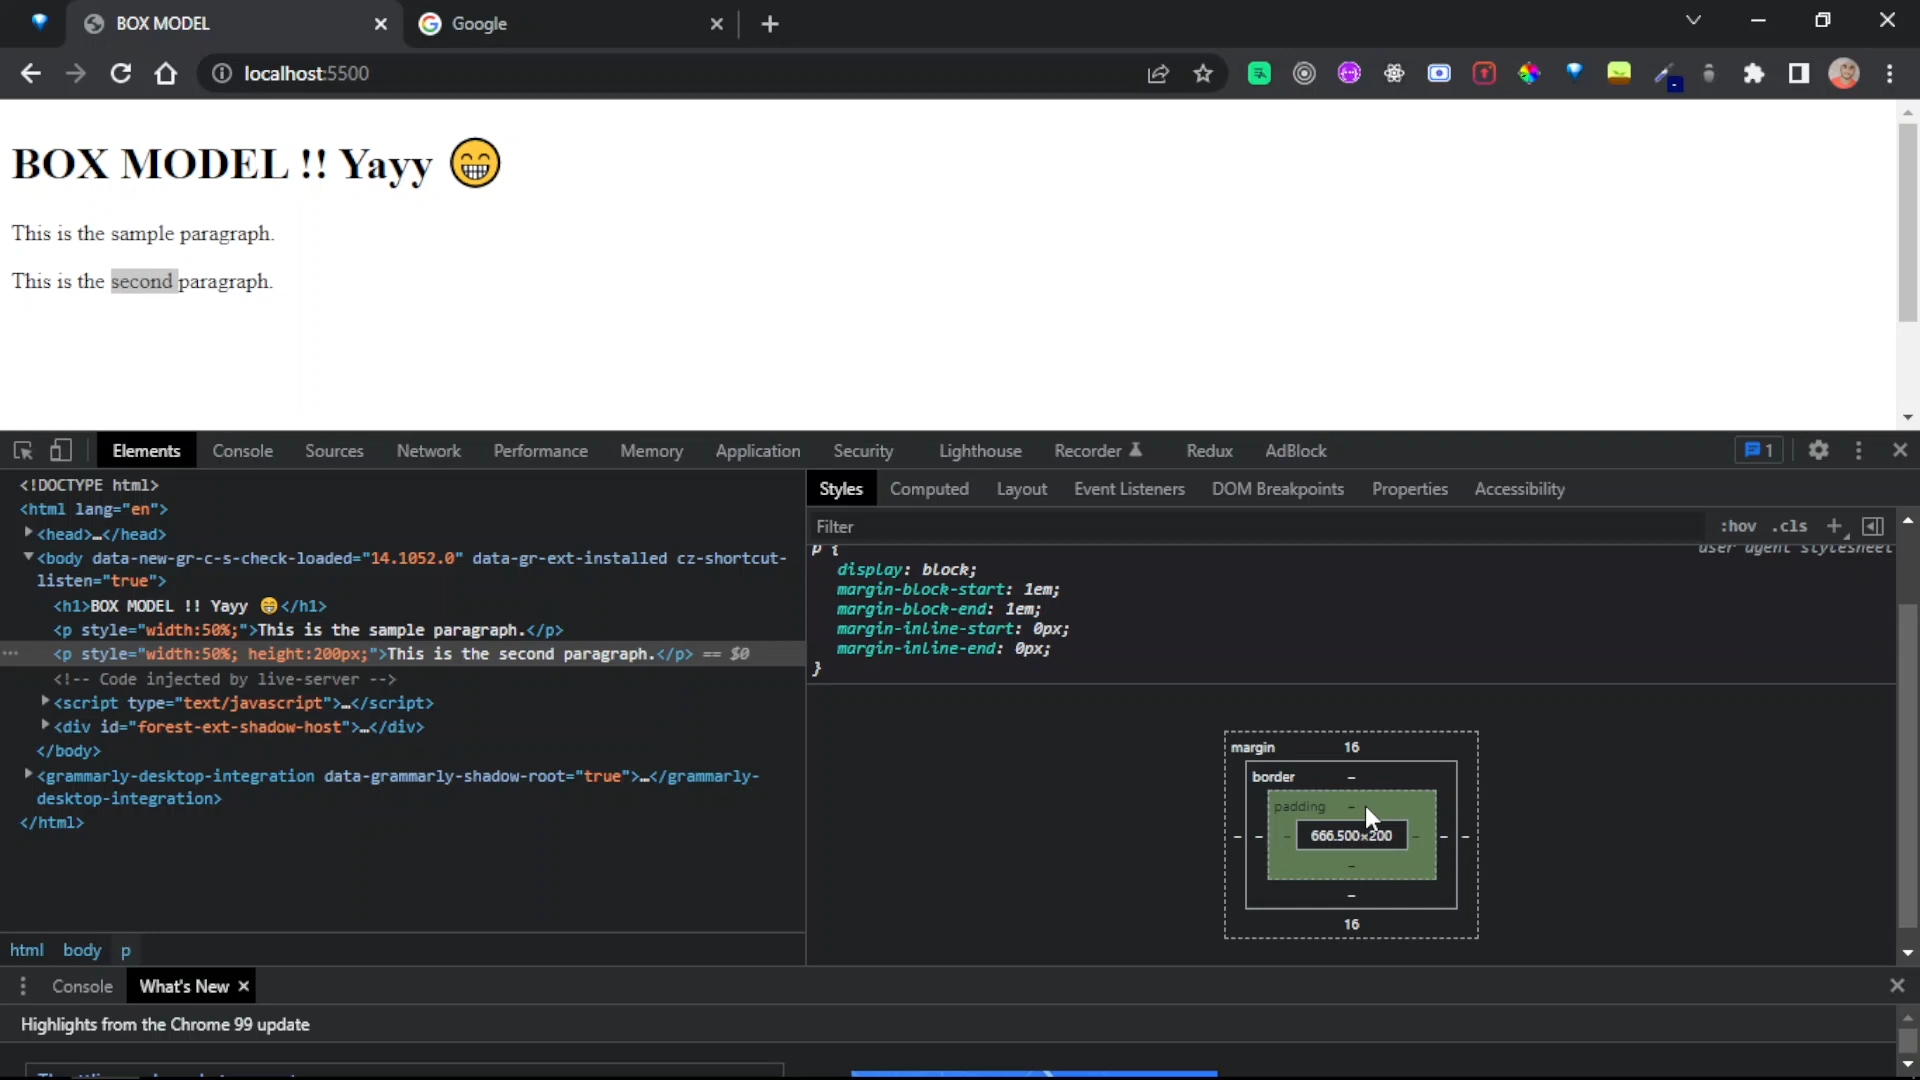 BOX MODEL
Google
localhost:5500
BOX MODEL !! Yayy 😁
This is the sample paragraph.
This is the second paragraph.
Elements Console Sources Network Performance Memory Application Security Lighthouse Recorder Redux AdBlock 1
<!DOCTYPE html>
<html lang="en">
<head>…</head>
<body data-new-gr-c-s-check-loaded="14.1052.0" data-gr-ext-installed cz-shortcut-
listen="true">
<h1>BOX MODEL !! Yayy 😁</h1>
<p style="width:50%;">This is the sample paragraph.</p>
<p style="width:50%; height:200px;">This is the second paragraph.</p> == $0
<!-- Code injected by live-server -->
<script type="text/javascript">…</script>
<div id="forest-ext-shadow-host">…</div>
</body>
<grammarly-desktop-integration data-grammarly-shadow-root="true">…</grammarly-
desktop-integration>
</html>
html body p
Styles Computed Layout Event Listeners DOM Breakpoints Properties Accessibility
Filter :hov .cls
p { user agent stylesheet
display: block;
margin-block-start: 1em;
margin-block-end: 1em;
margin-inline-start: 0px;
margin-inline-end: 0px;
}
margin 16
border –
padding –
– – – 666.500×200 – – –
–
–
16
Console What's New
Highlights from the Chrome 99 update